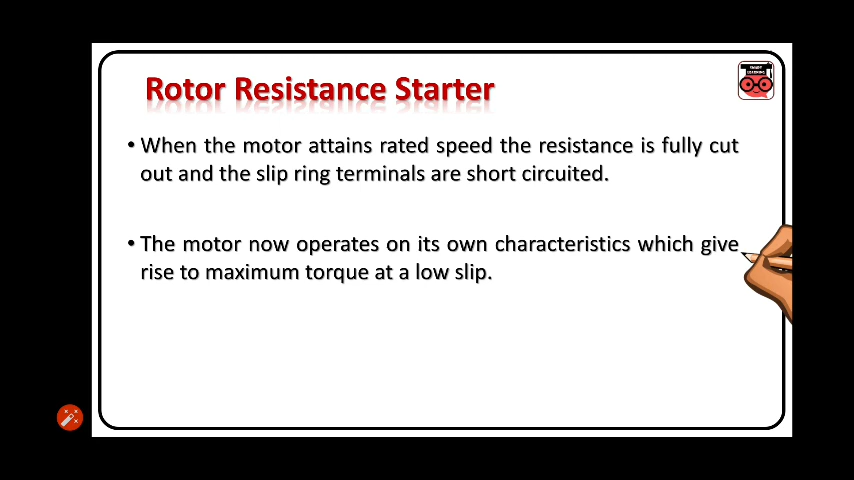 Rotor Resistance Starter
SMART
LEARNING
• When the motor attains rated speed the resistance is fully cut
out and the slip ring terminals are short circuited.
• The motor now operates on its own characteristics which give
rise to maximum torque at a low slip.